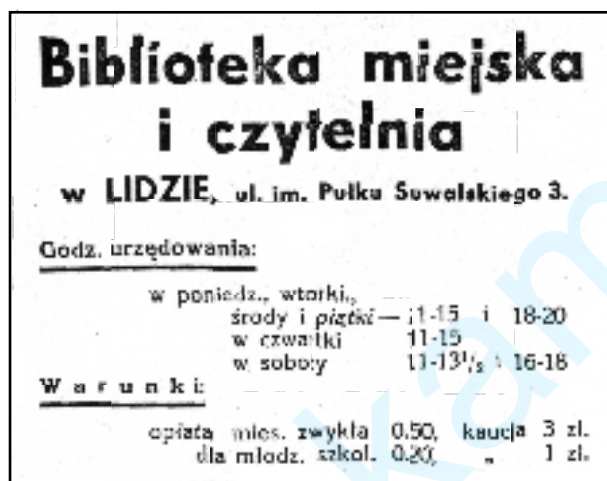 Biblioteka miejska
i czytelnia
w LIDZIE, ul. im. Pułku Suwalskiego 3.
Godz. urzędowania:
w poniedz., wtorki,
środy i piątki — 11-15 i 18-20
w czwartki 11-15
w soboty 11-13¹/₂ i 16-18
Warunki:
opłata mies. zwykła 0.50, kaucja 3 zł.
dla młodz. szkol. 0.20, „ 1 zł.